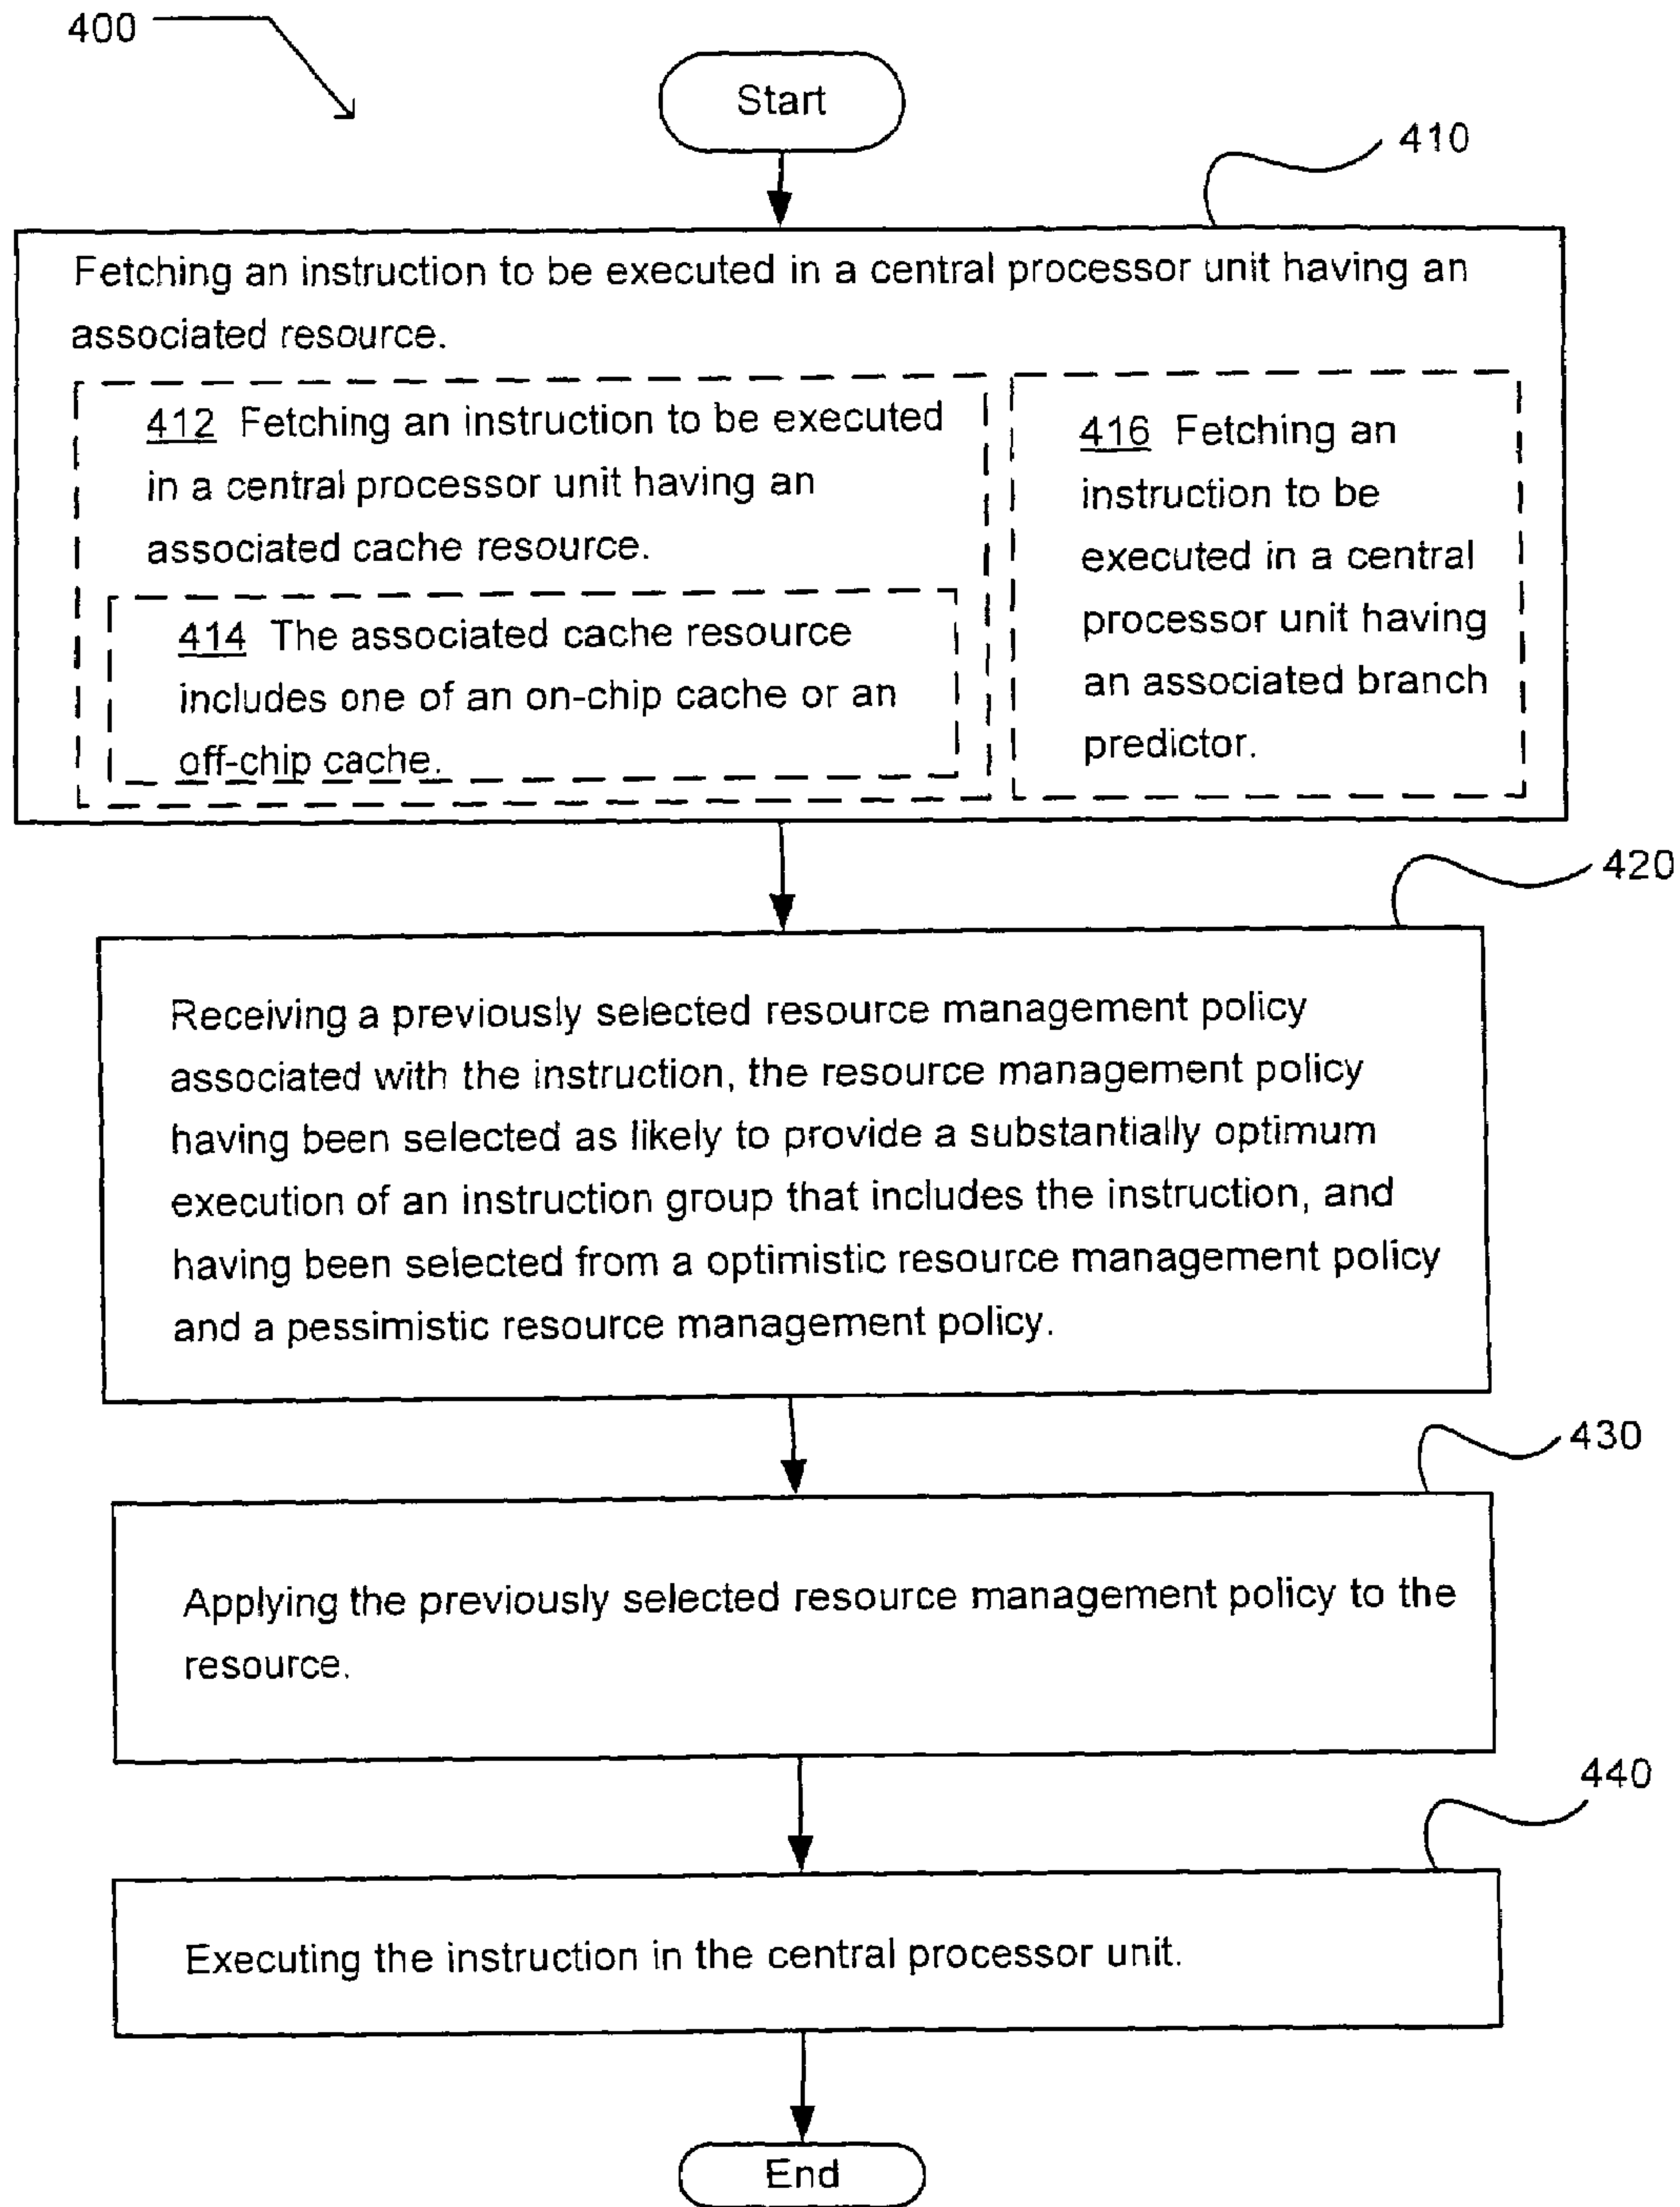 400
Start
410
Fetching an instruction to be executed in a central processor unit having an
associated resource.
412 Fetching an instruction to be executed
in a central processor unit having an
associated cache resource.
414 The associated cache resource
includes one of an on-chip cache or an
off-chip cache.
416 Fetching an
instruction to be
executed in a central
processor unit having
an associated branch
predictor.
420
Receiving a previously selected resource management policy
associated with the instruction, the resource management policy
having been selected as likely to provide a substantially optimum
execution of an instruction group that includes the instruction, and
having been selected from a optimistic resource management policy
and a pessimistic resource management policy.
430
Applying the previously selected resource management policy to the
resource.
440
Executing the instruction in the central processor unit.
End